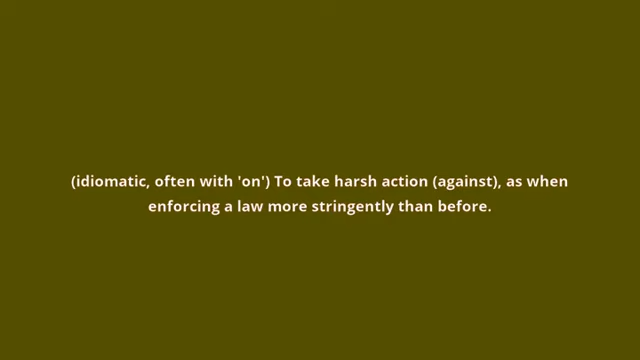 (idiomatic, often with 'on') To take harsh action (against), as when
enforcing a law more stringently than before.